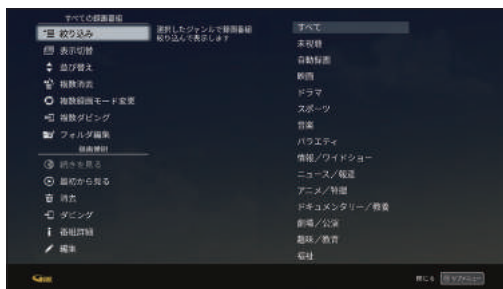 すべての録画番組
絞り込み
選択したジャンルで録画番組
絞り込んで表示します
表示切替
並び替え
複数消去
複数録画モード変更
複数ダビング
フォルダ編集
続きを見る
最初から見る
消去
ダビング
番組詳細
編集
すべて
未視聴
自動録画
映画
ドラマ
スポーツ
音楽
バラエティ
情報/ワイドショー
ニュース/報道
アニメ/特撮
ドキュメンタリー/教養
劇場/公演
趣味/教育
福祉
閉じる サブメニュー